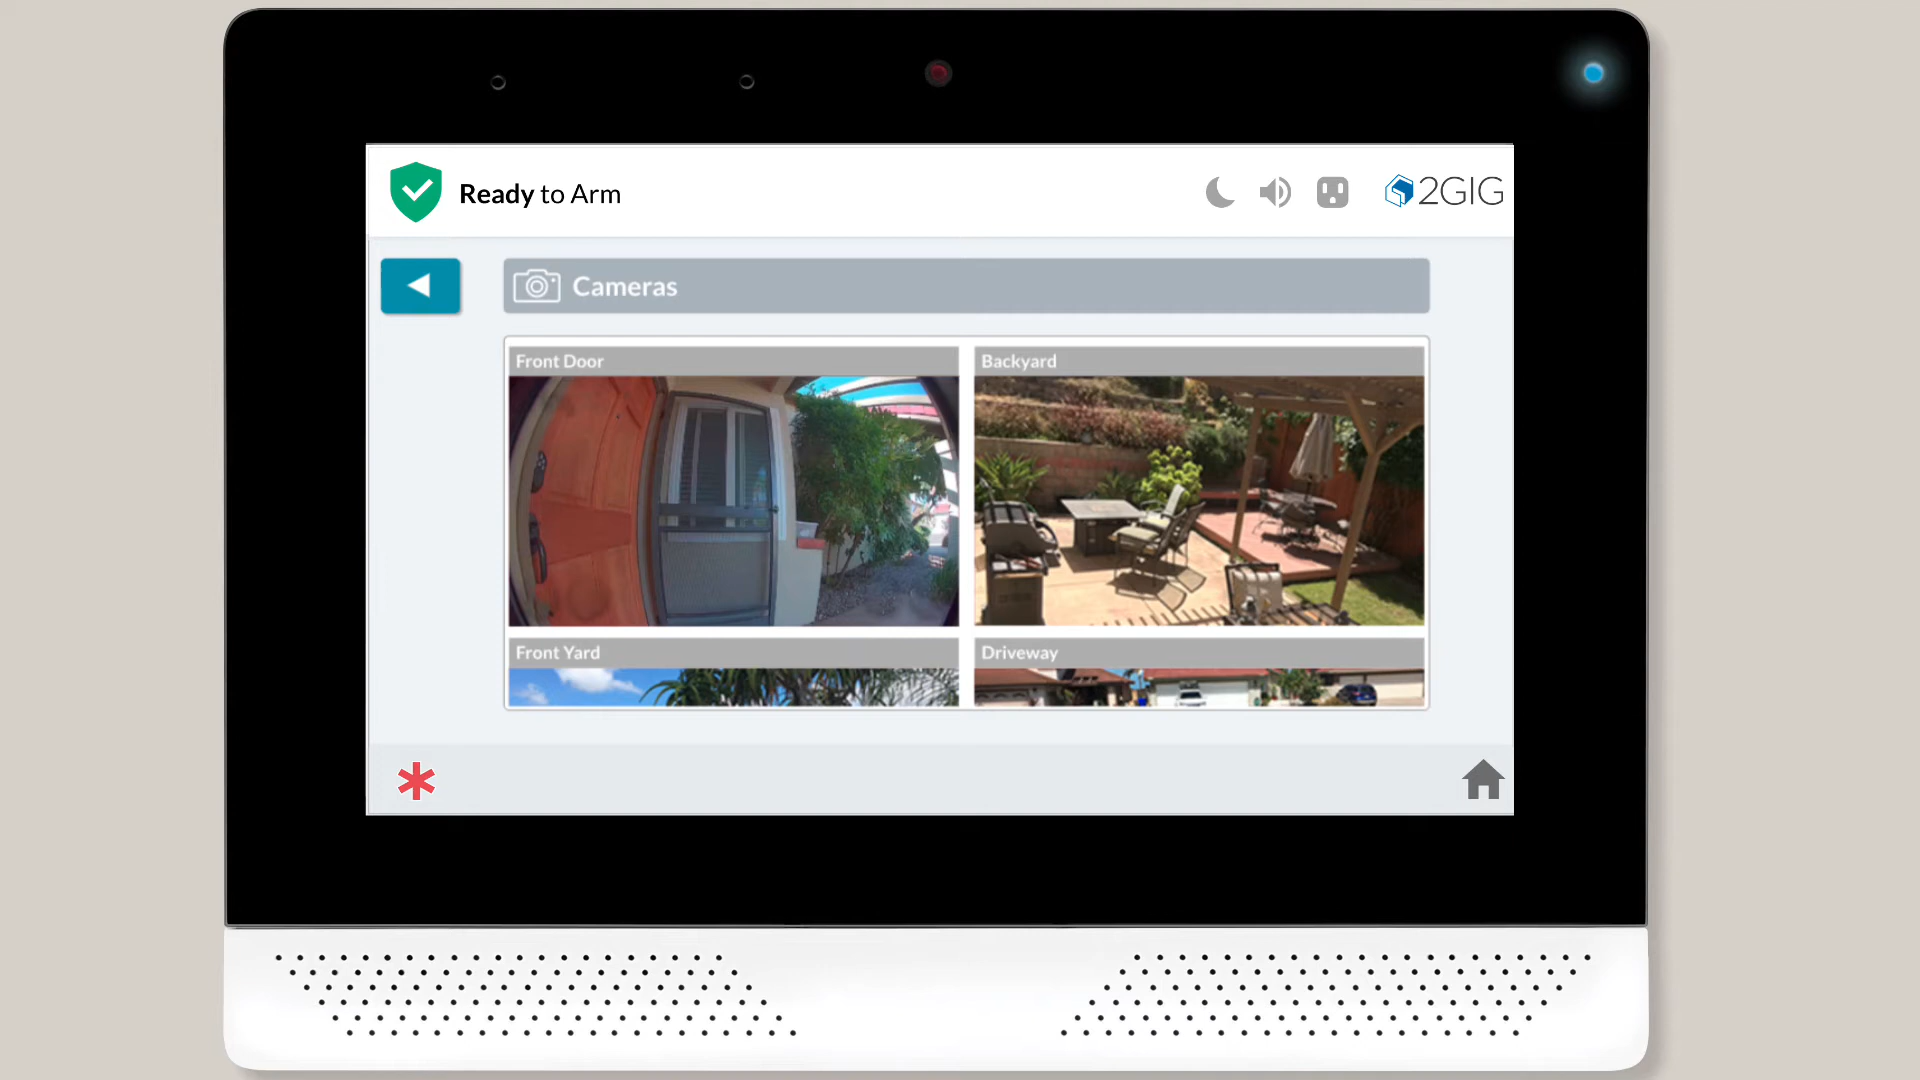 Ready to Arm
2GIG
Cameras
Front Door
Backyard
Front Yard
Driveway